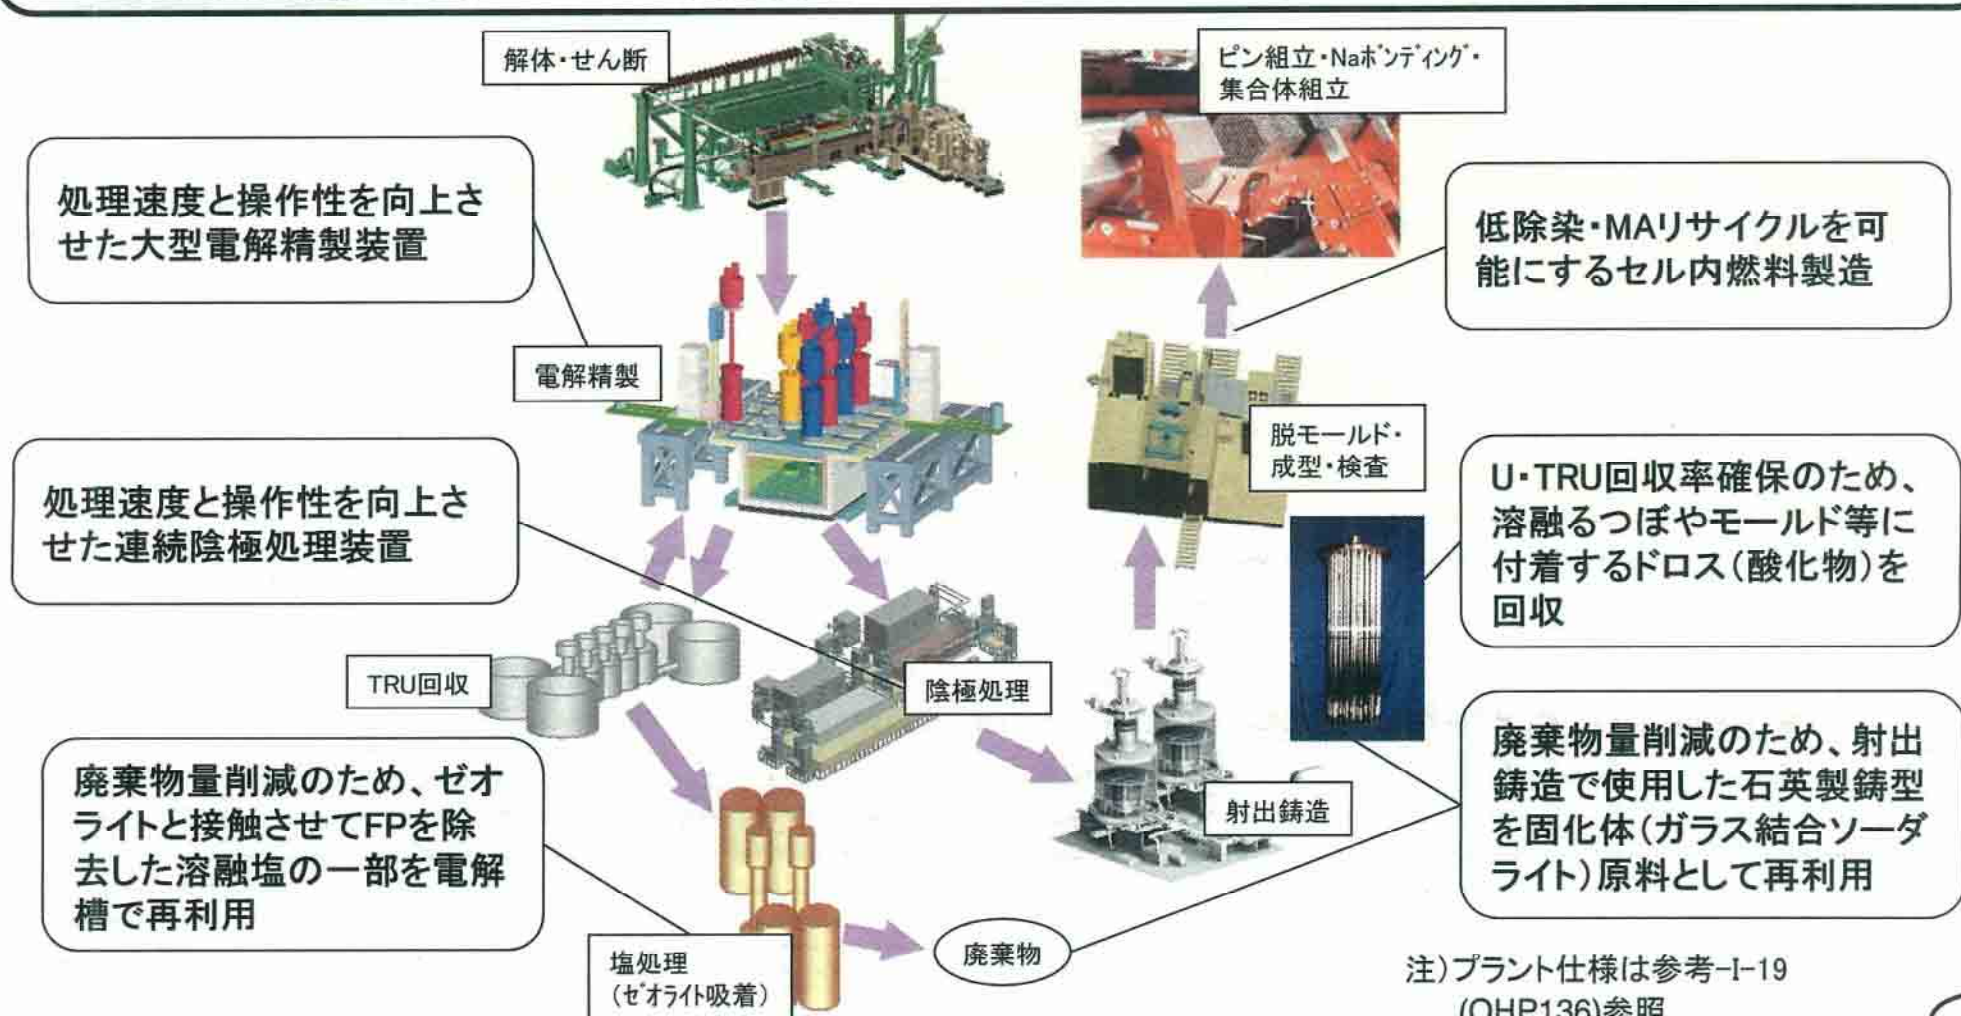 解体・せん断
ピン組立・Naﾎﾞﾝﾃﾞｨﾝｸﾞ・
集合体組立
処理速度と操作性を向上さ
せた大型電解精製装置
低除染・MAリサイクルを可
能にするセル内燃料製造
電解精製
脱モールド・
成型・検査
処理速度と操作性を向上さ
せた連続陰極処理装置
U・TRU回収率確保のため、
溶融るつぼやモールド等に
付着するドロス(酸化物)を
回収
TRU回収
陰極処理
廃棄物量削減のため、ゼオ
ライトと接触させてFPを除
去した溶融塩の一部を電解
槽で再利用
射出鋳造
廃棄物量削減のため、射出
鋳造で使用した石英製鋳型
を固化体(ガラス結合ソーダ
ライト)原料として再利用
塩処理
(ｾﾞｵﾗｲﾄ吸着)
廃棄物
注)プラント仕様は参考-I-19
(OHP136)参照